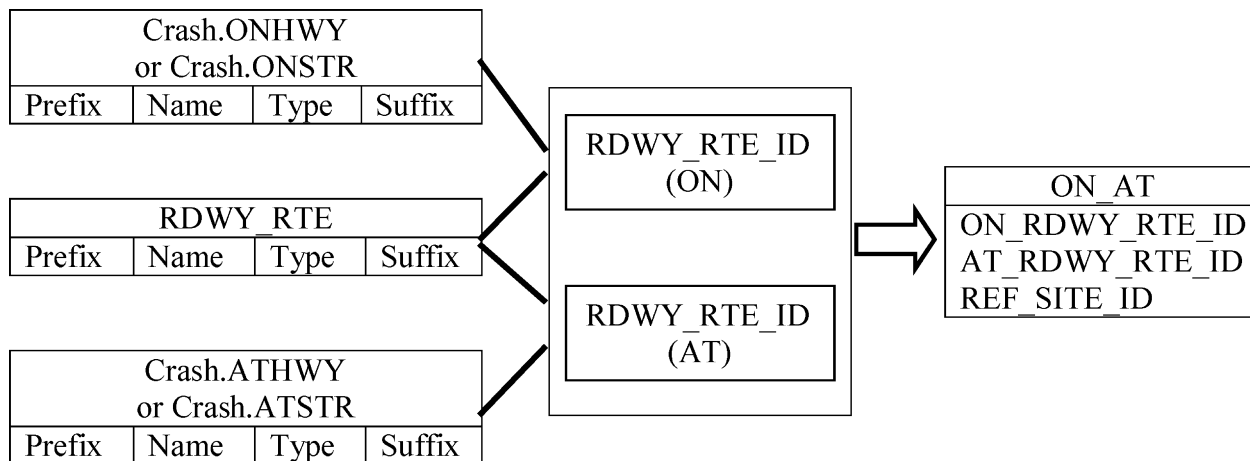 Crash.ONHWY
or Crash.ONSTR
Prefix Name Type Suffix
RDWY_RTE
Prefix Name Type Suffix
Crash.ATHWY
or Crash.ATSTR
Prefix Name Type Suffix
RDWY_RTE_ID
(ON)
RDWY_RTE_ID
(AT)
ON_AT
ON_RDWY_RTE_ID
AT_RDWY_RTE_ID
REF_SITE_ID